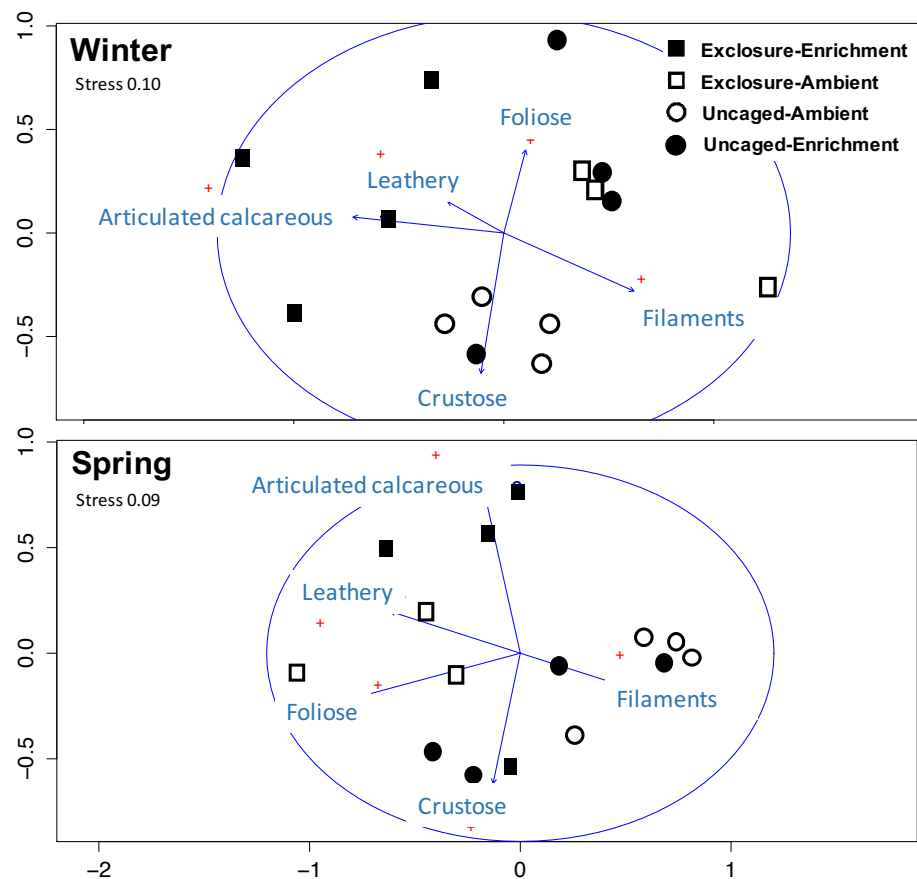 Winter
Stress 0.10
Exclosure-Enrichment
Exclosure-Ambient
Uncaged-Ambient
Uncaged-Enrichment
Foliose
Leathery
Articulated calcareous
Filaments
Crustose
1.0
0.5
0.0
−0.5
Spring
Stress 0.09
Articulated calcareous
Leathery
Foliose
Filaments
Crustose
1.0
0.5
0.0
−0.5
−2 −1 0 1